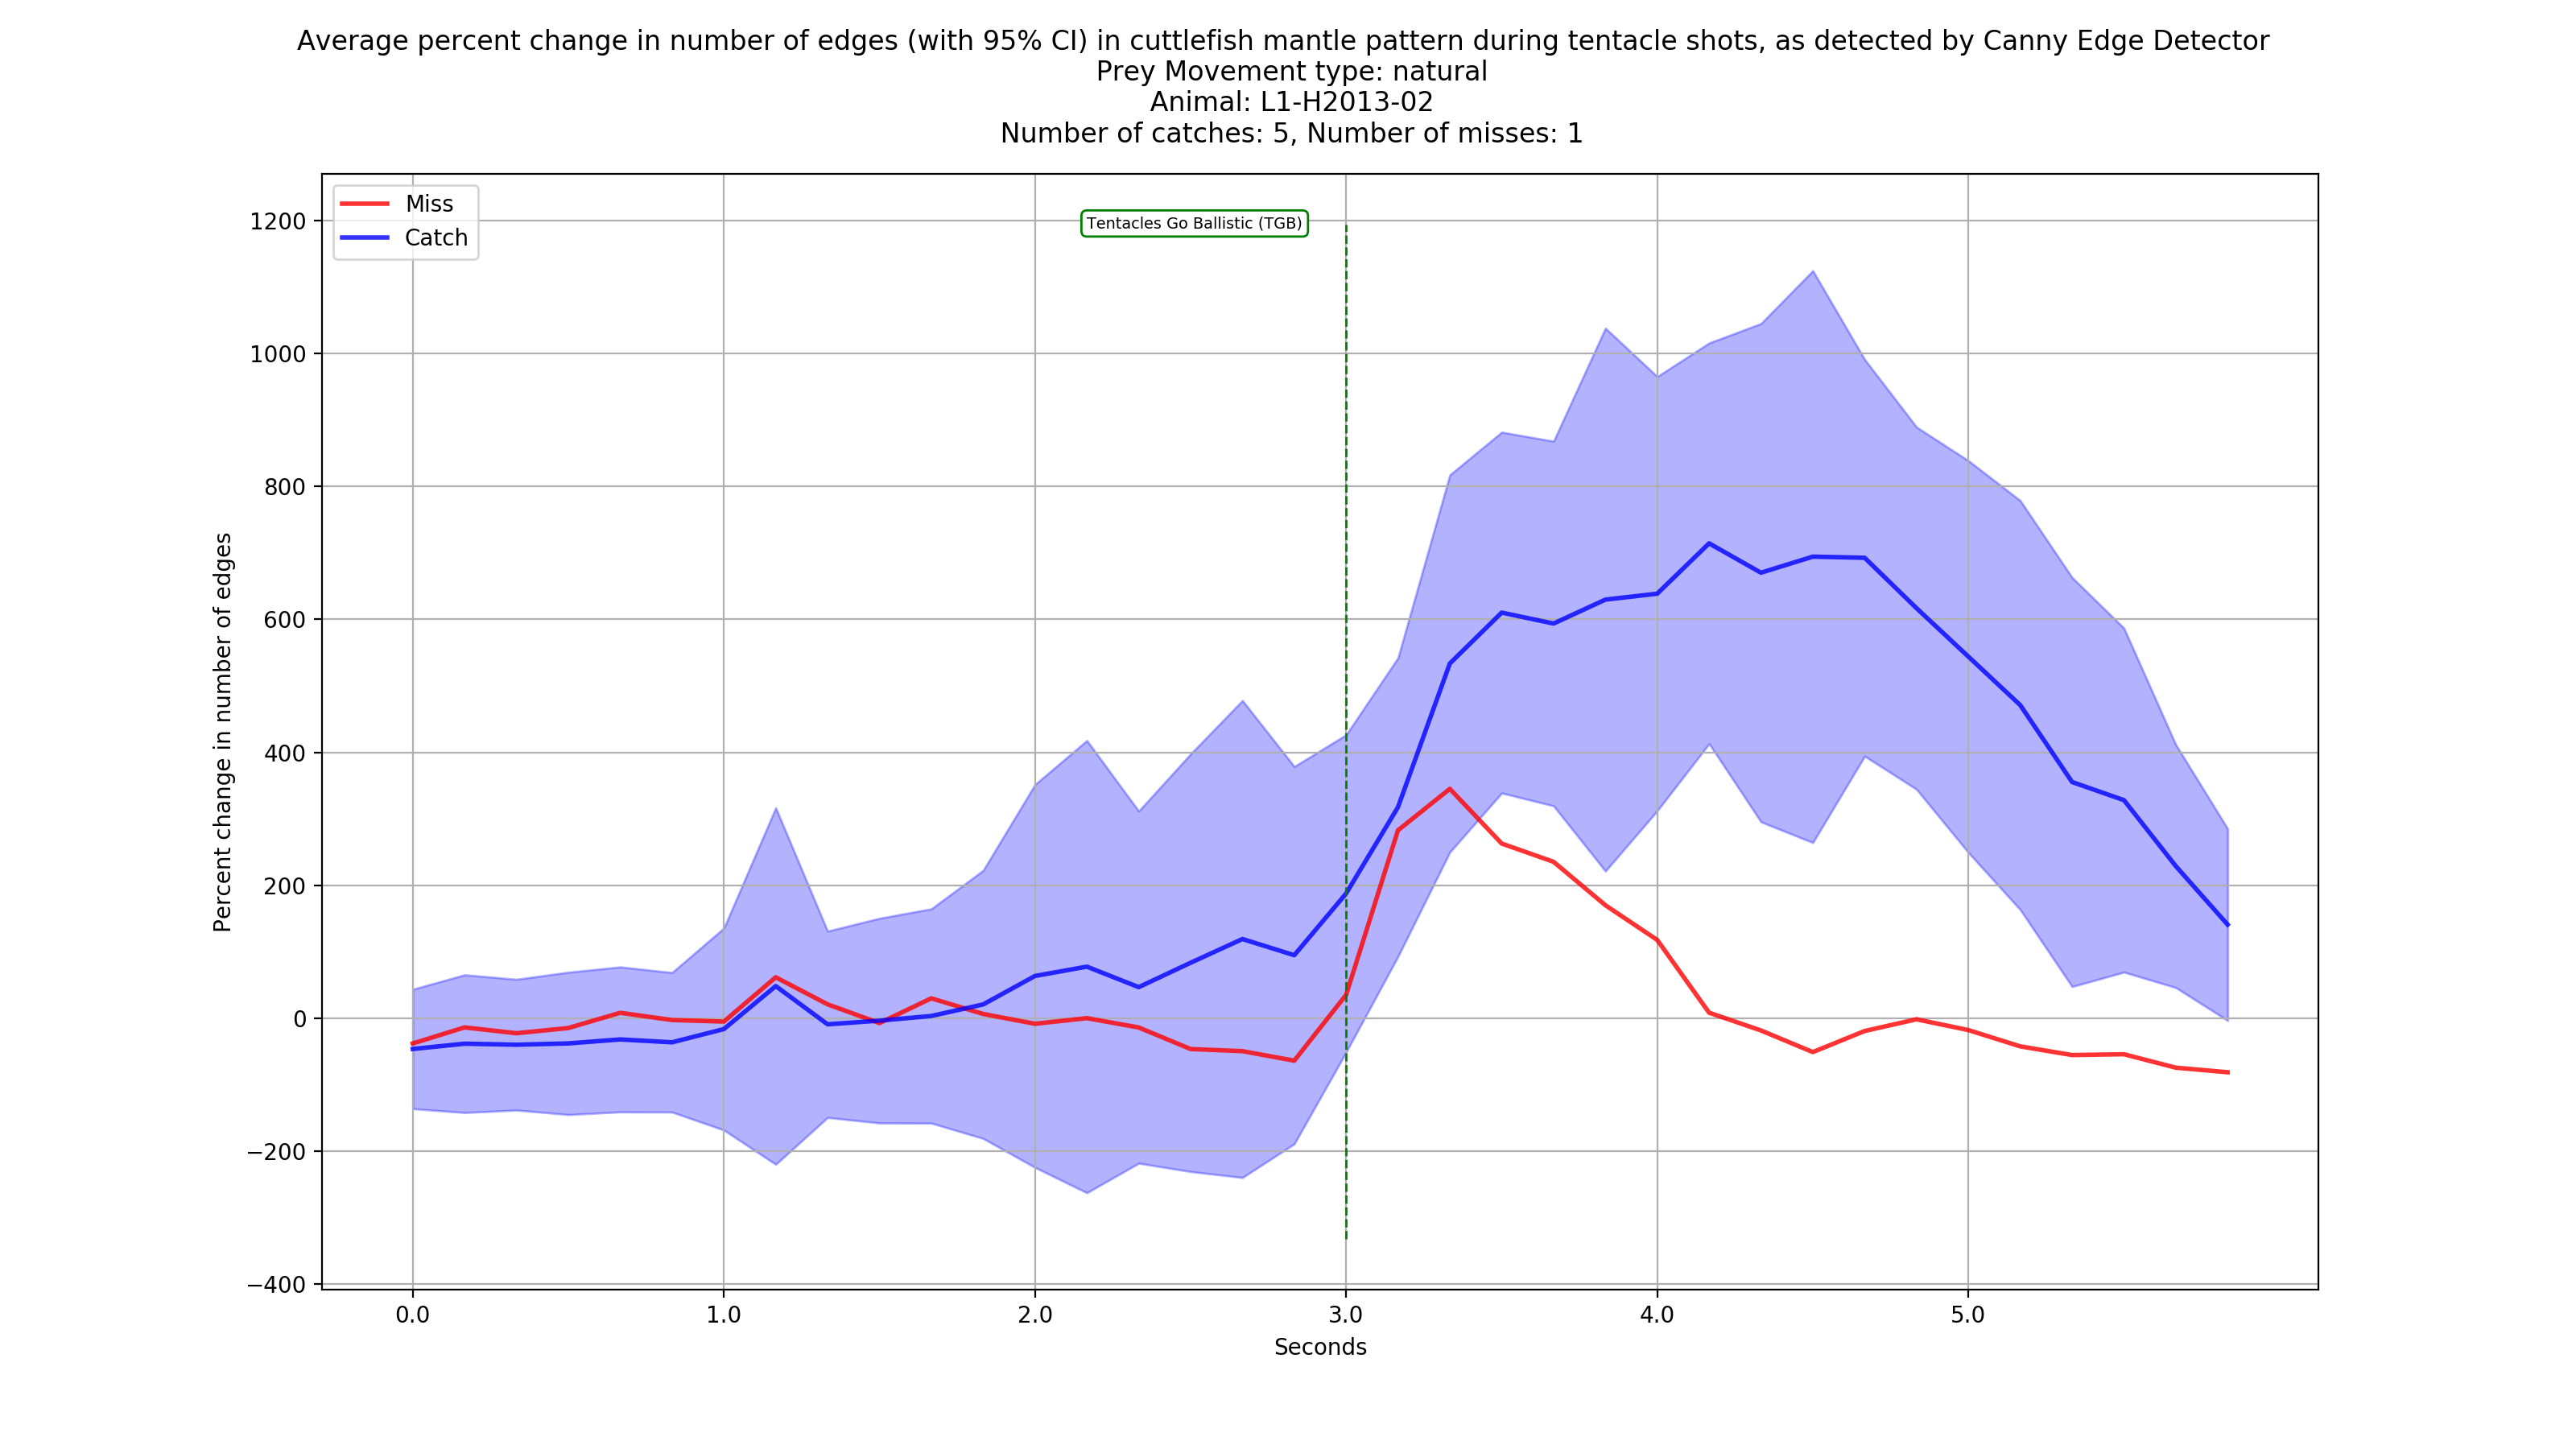 Average percent change in number of edges (with 95% CI) in cuttlefish mantle pattern during tentacle shots, as detected by Canny Edge Detector
Prey Movement type: natural
Animal: L1-H2013-02
Number of catches: 5, Number of misses: 1
Miss
Catch
Tentacles Go Ballistic (TGB)
1200
1000
800
600
400
200
0
−200
−400
Percent change in number of edges
0.0 1.0 2.0 3.0 4.0 5.0
Seconds